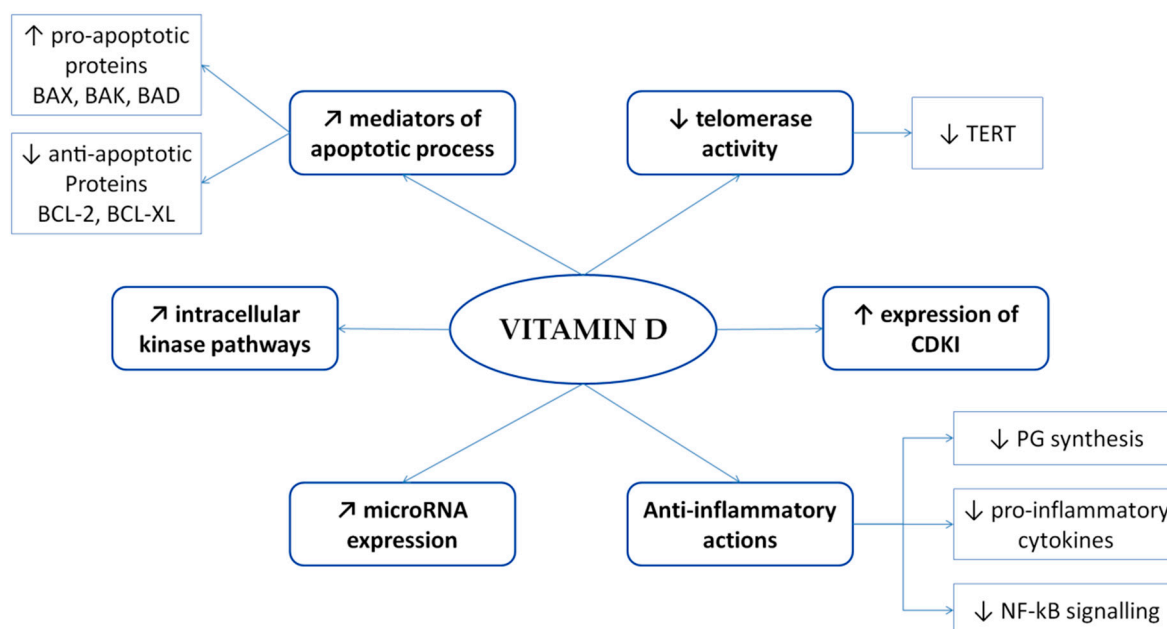 ↑ pro-apoptotic
proteins
BAX, BAK, BAD
↓ anti-apoptotic
Proteins
BCL-2, BCL-XL
↗ mediators of
apoptotic process
↓ telomerase
activity
↓ TERT
↗ intracellular
kinase pathways
VITAMIN D
↑ expression of
CDKI
↗ microRNA
expression
Anti-inflammatory
actions
↓ PG synthesis
↓ pro-inflammatory
cytokines
↓ NF-kB signalling